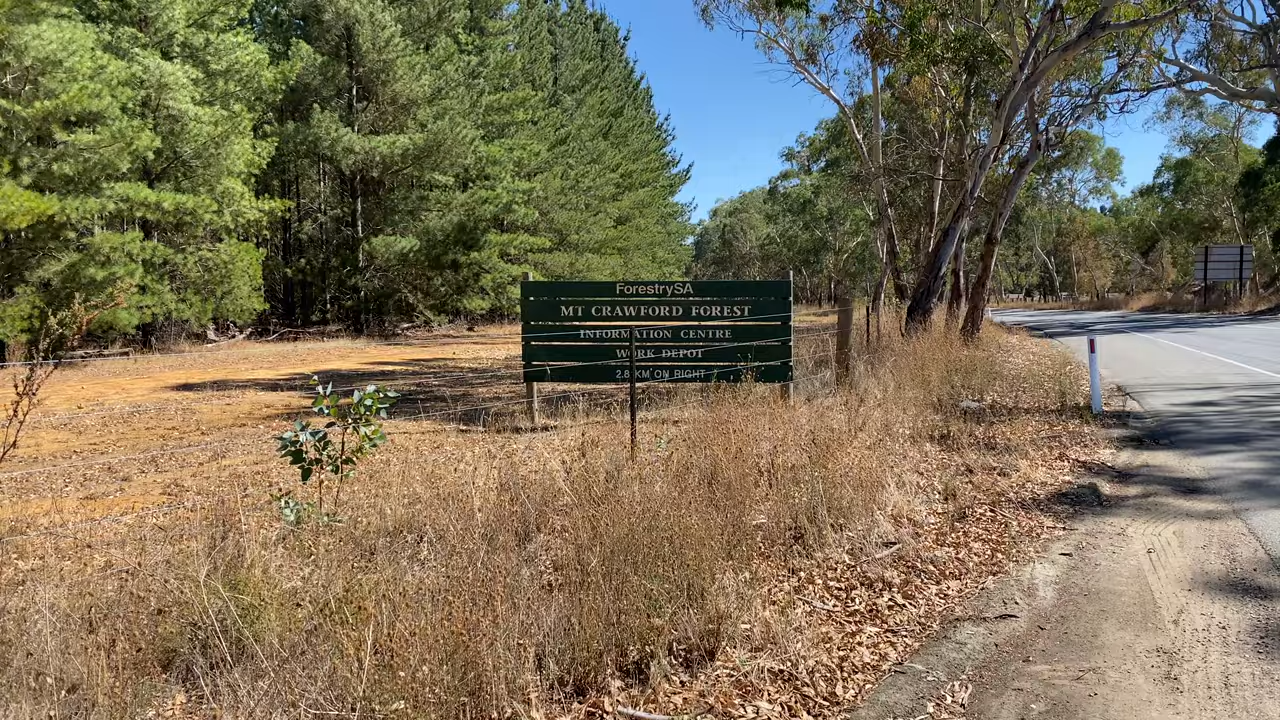 ForestrySA
MT CRAWFORD FOREST
INFORMATION CENTRE
WORK DEPOT
2.8 KM ON RIGHT